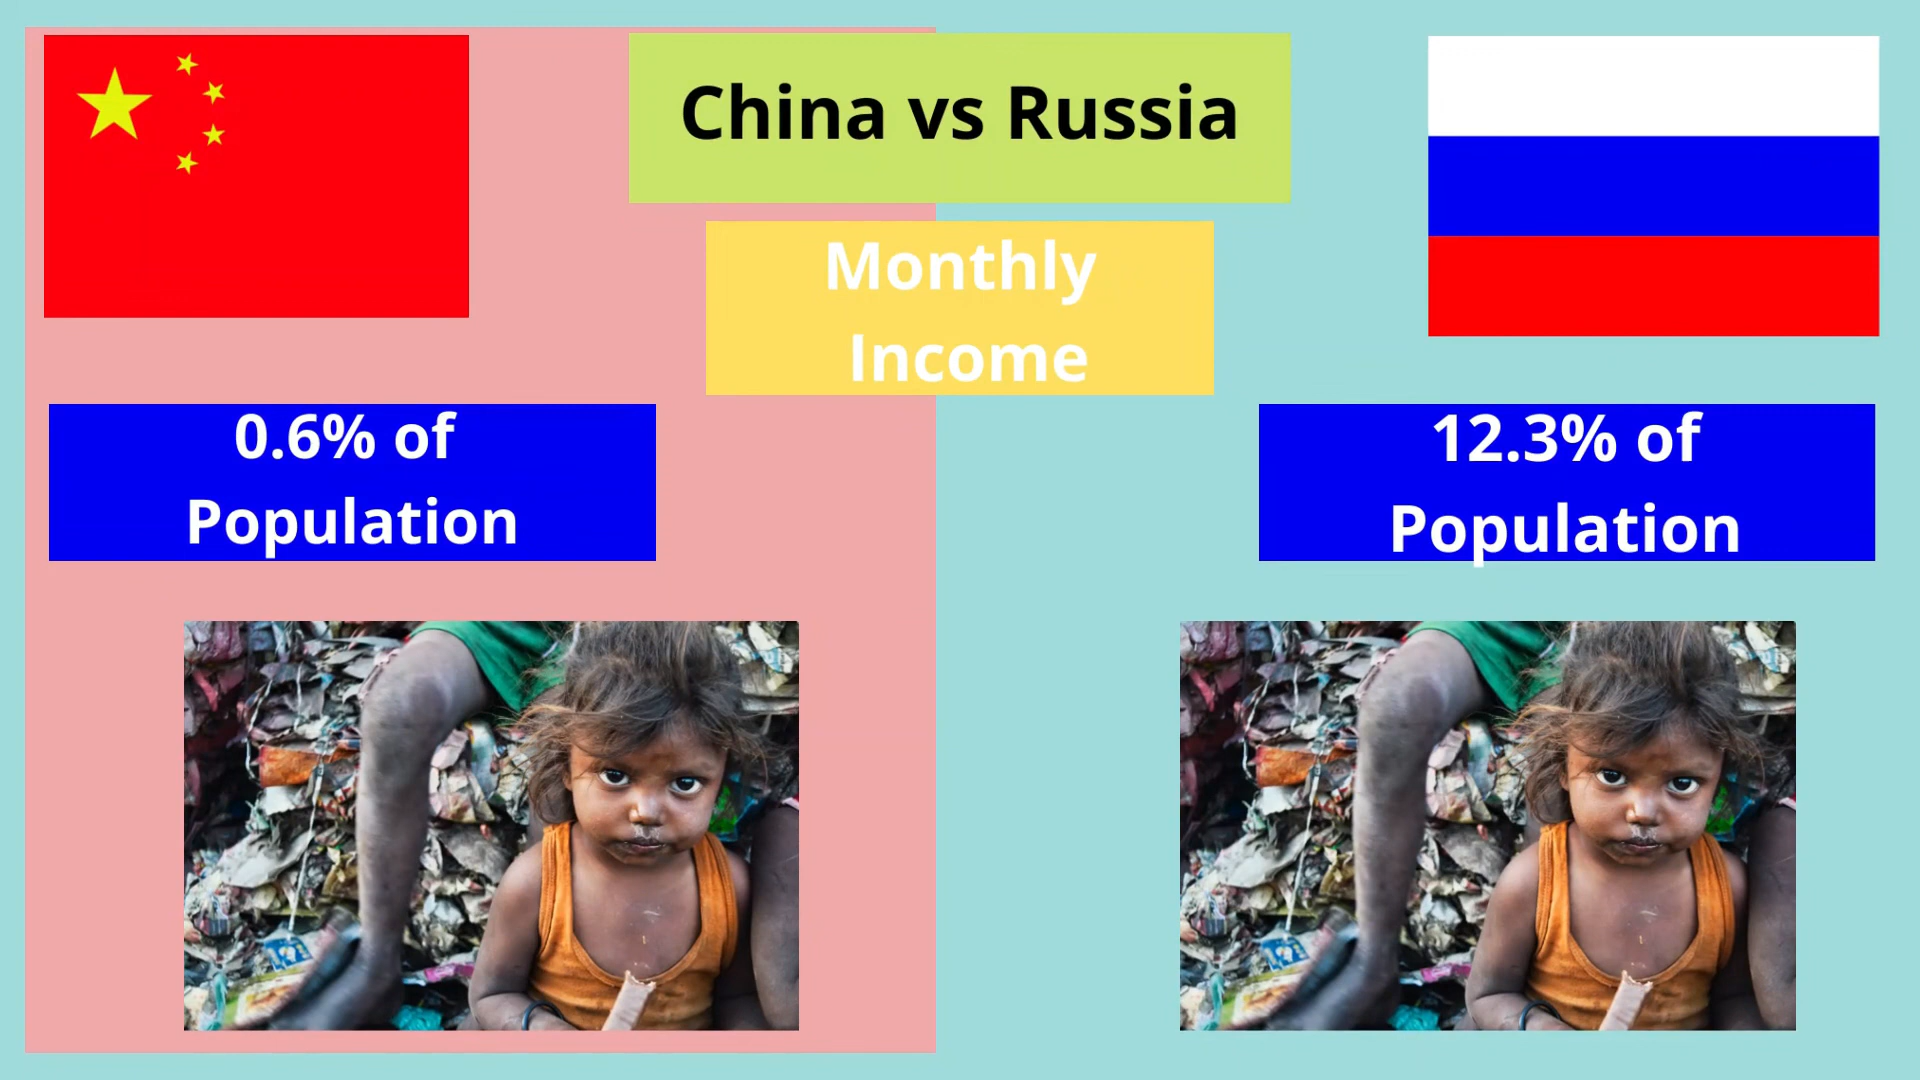 China vs Russia
Monthly
Income
0.6% of
Population
12.3% of
Population